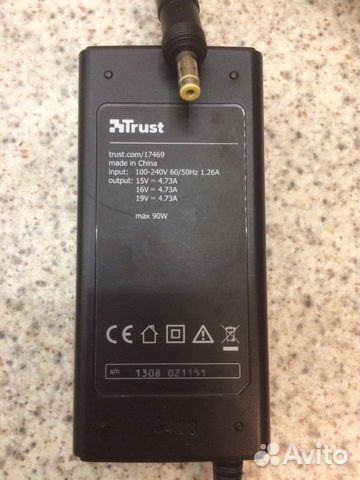 Trust
trust.com/17469
made in China
input: 100-240V 60/50Hz 1.26A
output: 15V = 4.73A
16V = 4.73A
19V = 4.73A
max 90W
CE
s/n 1308 021151
Avito